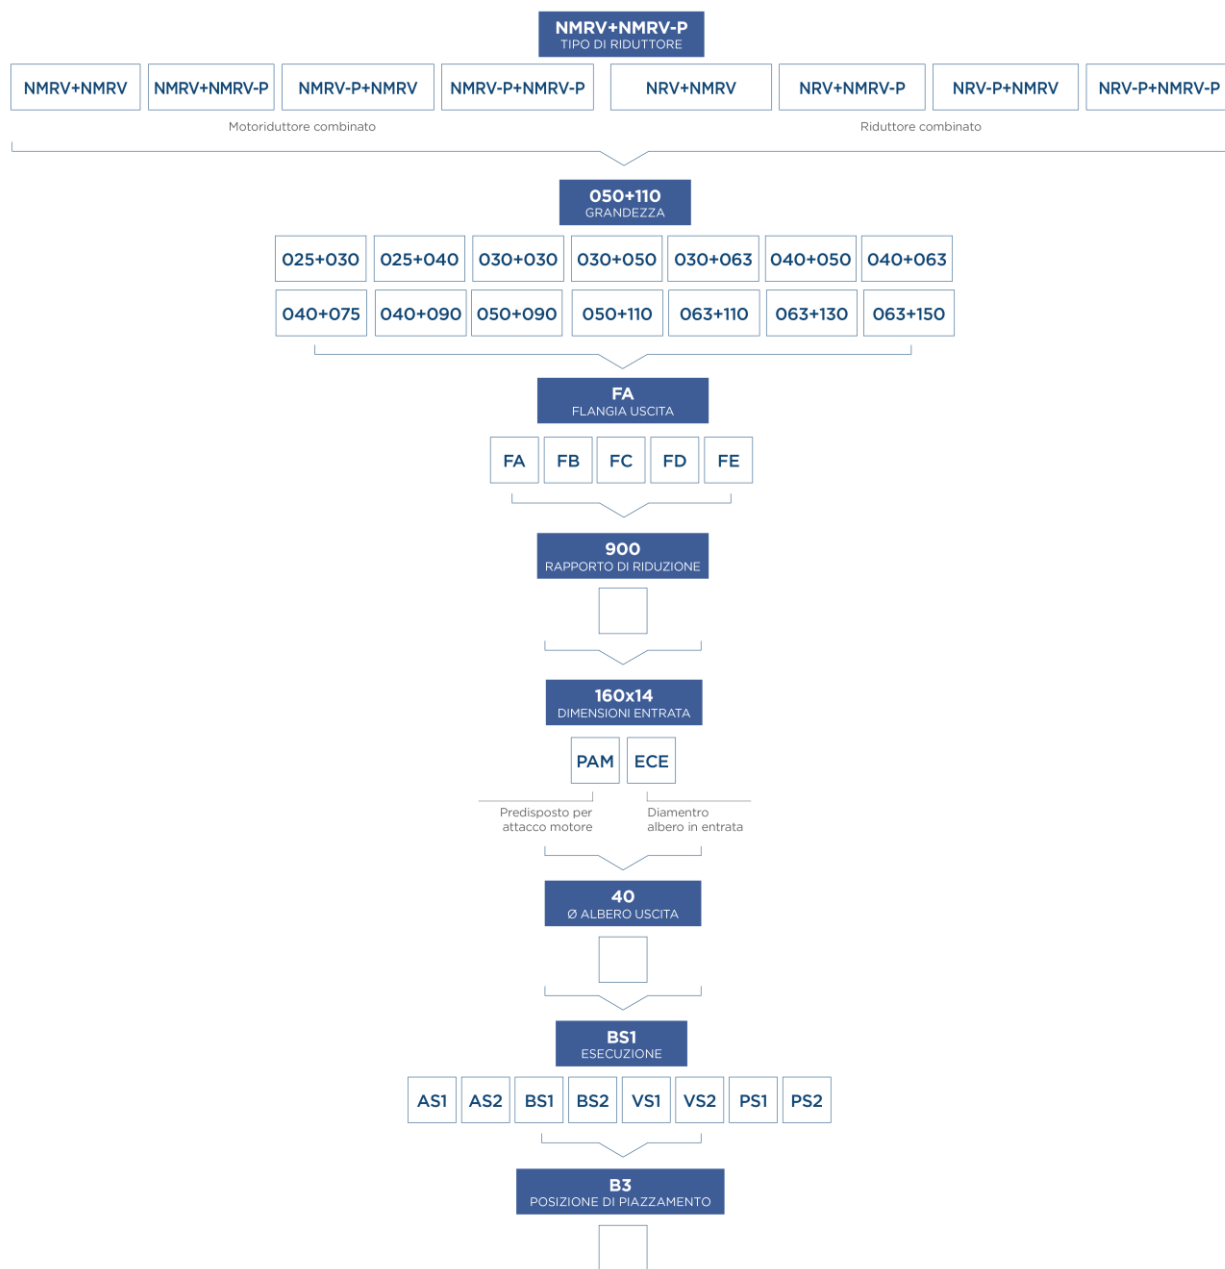 NMRV+NMRV-P
TIPO DI RIDUTTORE
NMRV+NMRV NMRV+NMRV-P NMRV-P+NMRV NMRV-P+NMRV-P NRV+NMRV NRV+NMRV-P NRV-P+NMRV NRV-P+NMRV-P
Motoriduttore combinato Riduttore combinato
050+110
GRANDEZZA
025+030 025+040 030+030 030+050 030+063 040+050 040+063
040+075 040+090 050+090 050+110 063+110 063+130 063+150
FA
FLANGIA USCITA
FA FB FC FD FE
900
RAPPORTO DI RIDUZIONE
160x14
DIMENSIONI ENTRATA
PAM ECE
Predisposto per Diamentro
attacco motore albero in entrata
40
Ø ALBERO USCITA
BS1
ESECUZIONE
AS1 AS2 BS1 BS2 VS1 VS2 PS1 PS2
B3
POSIZIONE DI PIAZZAMENTO